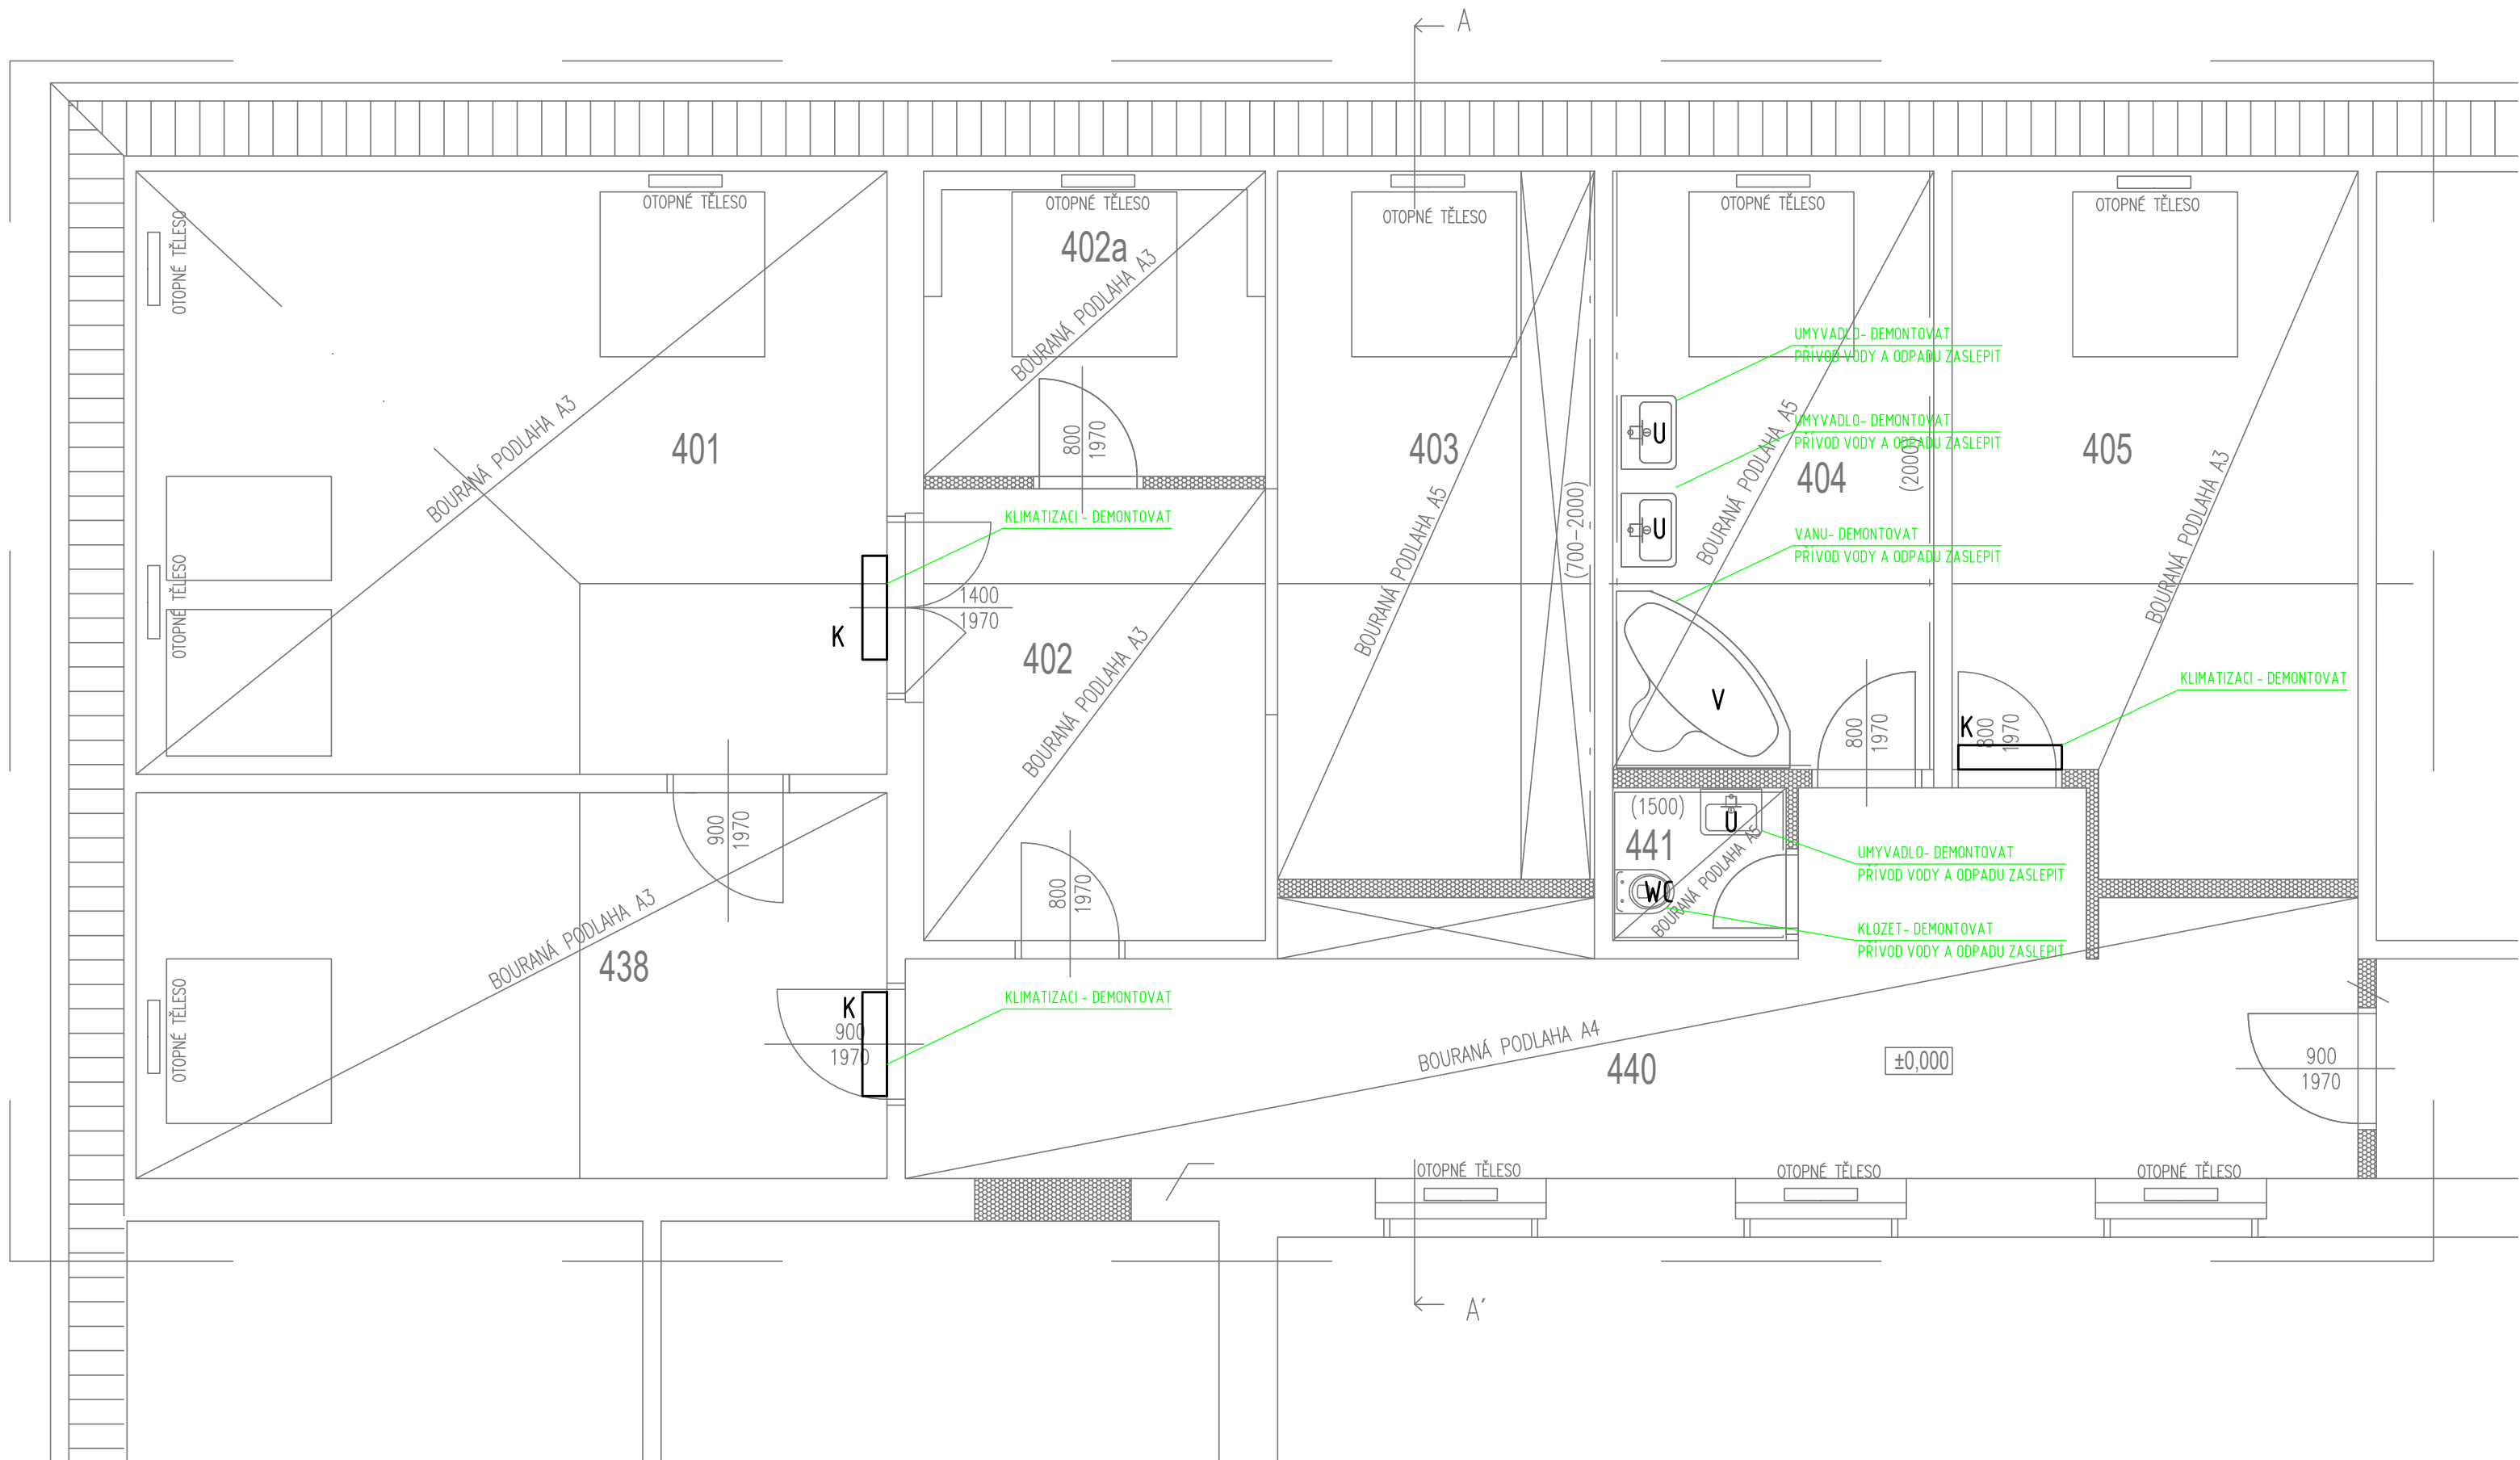 A
OTOPNÉ TĚLESO
OTOPNÉ TĚLESO
OTOPNÉ TĚLESO
OTOPNÉ TĚLESO
OTOPNÉ TĚLESO
OTOPNÉ TĚLESO
402a
BOURANÁ PODLAHA A3
UMYVADLO- DEMONTOVAT
PŘÍVOD VODY A ODPADU ZASLEPIT
BOURANÁ PODLAHA A3
401
800
1970
403
U
UMYVADLO- DEMONTOVAT
PŘÍVOD VODY A ODPADU ZASLEPIT
BOURANÁ PODLAHA A5
404
(2000)
405
BOURANÁ PODLAHA A3
KLIMATIZACI - DEMONTOVAT
BOURANÁ PODLAHA A5
(700-2000)
U
VANU- DEMONTOVAT
PŘÍVOD VODY A ODPADU ZASLEPIT
OTOPNÉ TĚLESO
K
1400
1970
402
BOURANÁ PODLAHA A3
V
KLIMATIZACI - DEMONTOVAT
800
1970
K
800
1970
900
1970
(1500)
441
U
BOURANÁ PODLAHA A5
WC
UMYVADLO- DEMONTOVAT
PŘÍVOD VODY A ODPADU ZASLEPIT
KLOZET- DEMONTOVAT
PŘÍVOD VODY A ODPADU ZASLEPIT
800
1970
BOURANÁ PODLAHA A3
438
OTOPNÉ TĚLESO
K
900
1970
KLIMATIZACI - DEMONTOVAT
BOURANÁ PODLAHA A4
440
±0,000
900
1970
OTOPNÉ TĚLESO
OTOPNÉ TĚLESO
OTOPNÉ TĚLESO
A´